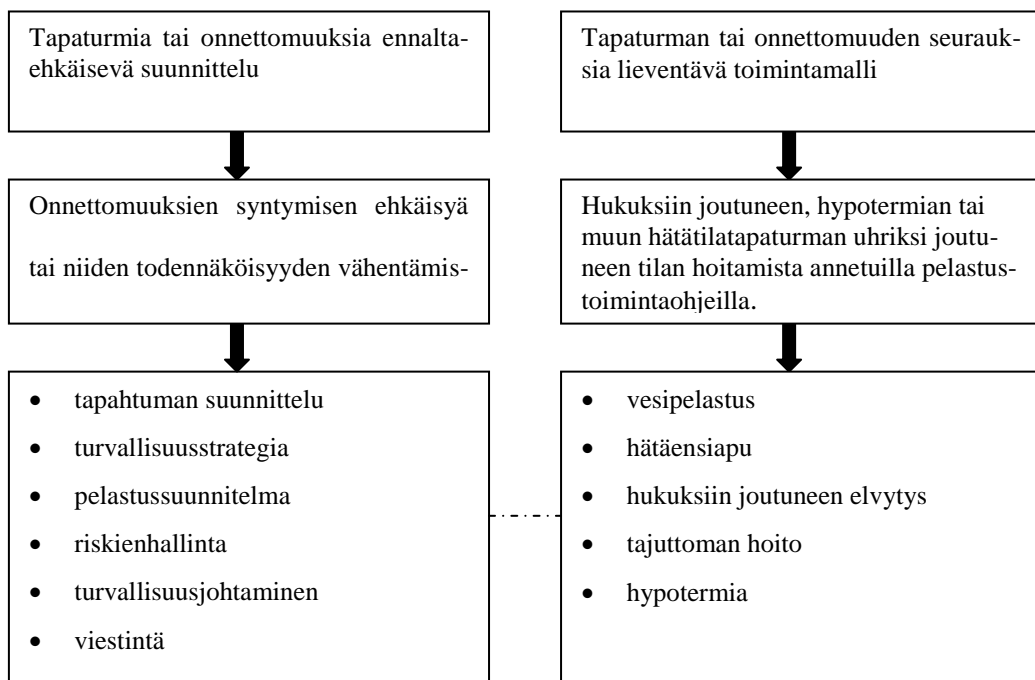 Tapaturmia tai onnettomuuksia ennalta-
ehkäisevä suunnittelu
Onnettomuuksien syntymisen ehkäisyä
tai niiden todennäköisyyden vähentämis-
• tapahtuman suunnittelu
• turvallisuusstrategia
• pelastussuunnitelma
• riskienhallinta
• turvallisuusjohtaminen
• viestintä
Tapaturman tai onnettomuuden seurauk-
sia lieventävä toimintamalli
Hukuksiin joutuneen, hypotermian tai
muun hätätilatapaturman uhriksi joutu-
neen tilan hoitamista annetuilla pelastus-
toimintaohjeilla.
• vesipelastus
• hätäensiapu
• hukuksiin joutuneen elvytys
• tajuttoman hoito
• hypotermia